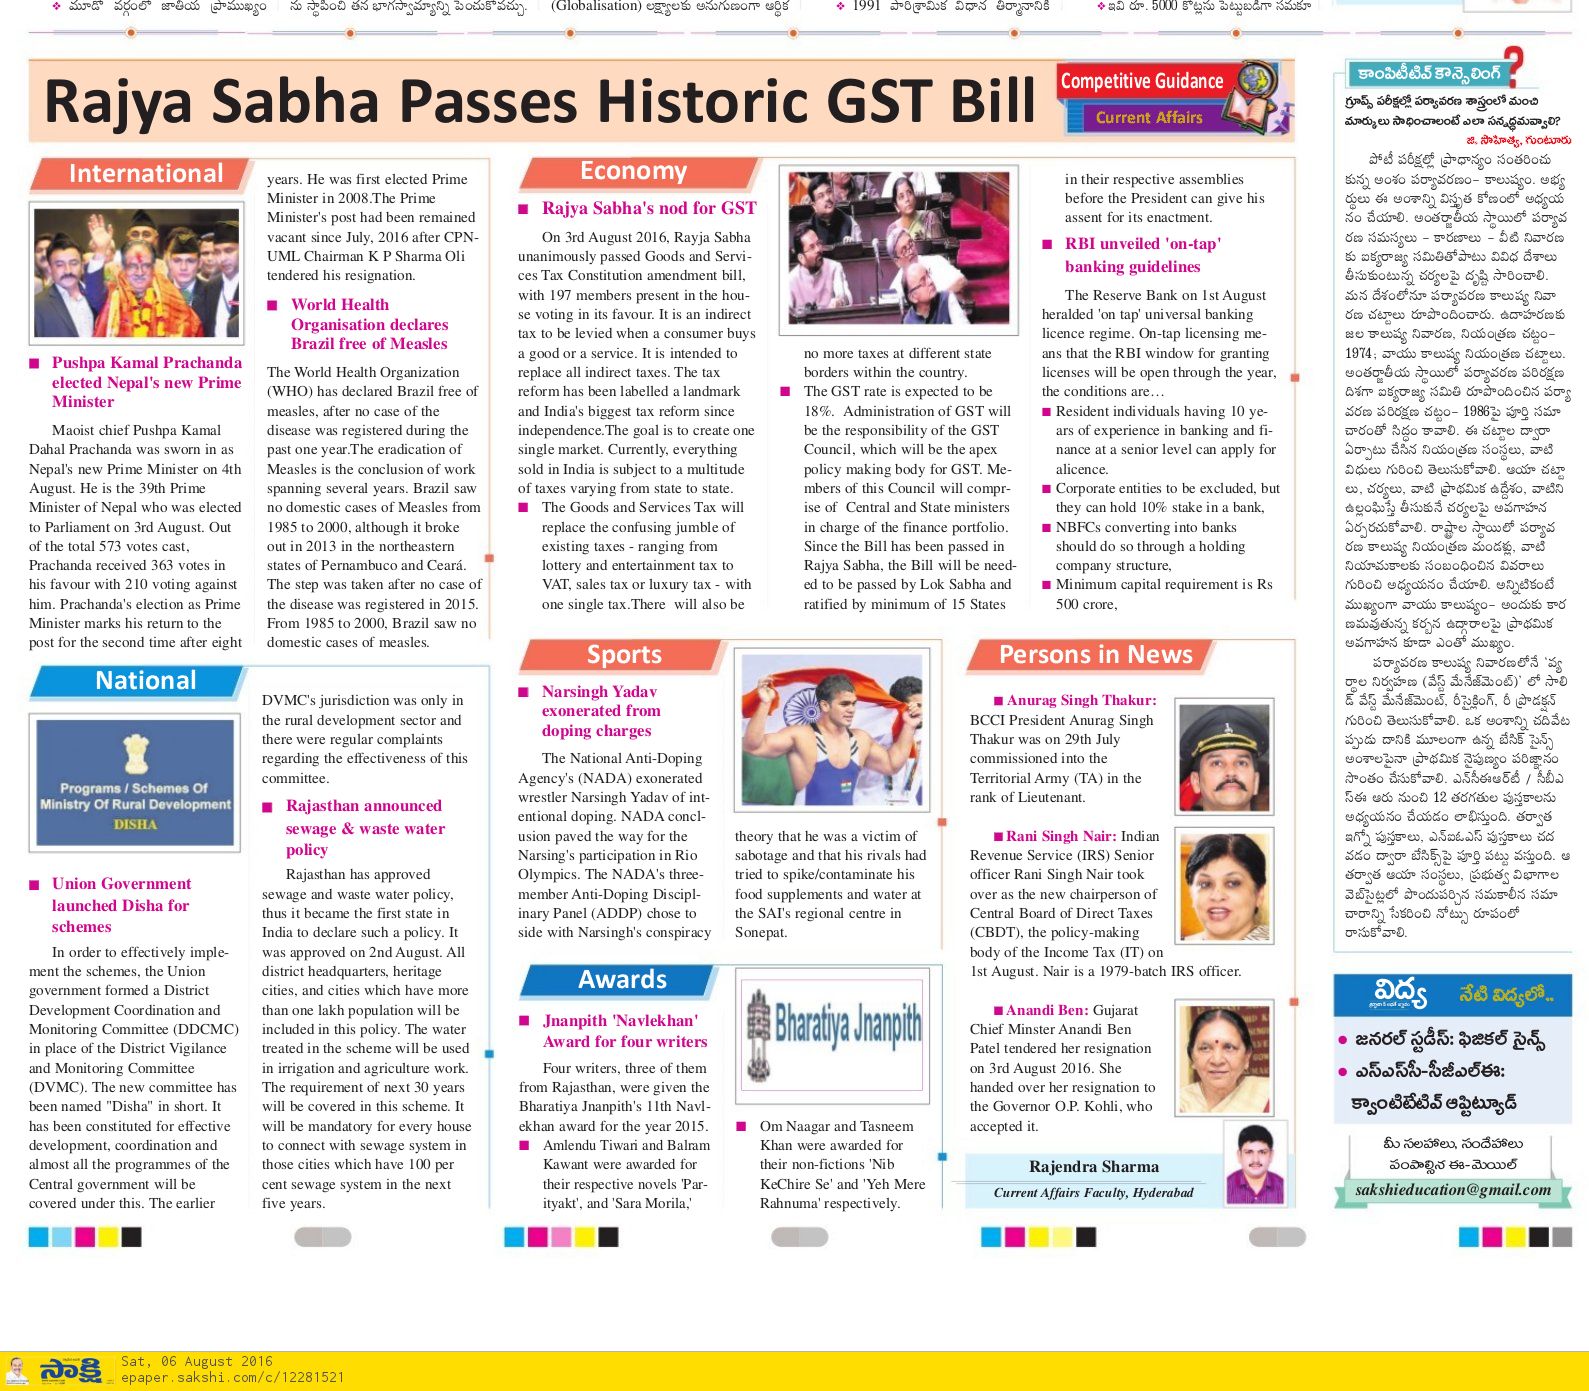 ❖ మూడో వర్గంలో జాతీయ ప్రాముఖ్యం
ను స్థాపించి తన భాగస్వామ్యాన్ని పెంచుకోవచ్చు.
(Globalisation) లక్ష్యాలకు అనుగుణంగా ఆర్థిక
❖ 1991 పారిశ్రామిక విధాన తీర్మానానికి
❖ ఇవి రూ. 5000 కోట్లను పెట్టుబడిగా సమకూ
Rajya Sabha Passes Historic GST Bill
Competitive Guidance
Current Affairs
International
Pushpa Kamal Prachanda
elected Nepal's new Prime
Minister
Maoist chief Pushpa Kamal
Dahal Prachanda was sworn in as
Nepal's new Prime Minister on 4th
August. He is the 39th Prime
Minister of Nepal who was elected
to Parliament on 3rd August. Out
of the total 573 votes cast,
Prachanda received 363 votes in
his favour with 210 voting against
him. Prachanda's election as Prime
Minister marks his return to the
post for the second time after eight
years. He was first elected Prime
Minister in 2008.The Prime
Minister's post had been remained
vacant since July, 2016 after CPN-
UML Chairman K P Sharma Oli
tendered his resignation.
World Health
Organisation declares
Brazil free of Measles
The World Health Organization
(WHO) has declared Brazil free of
measles, after no case of the
disease was registered during the
past one year.The eradication of
Measles is the conclusion of work
spanning several years. Brazil saw
no domestic cases of Measles from
1985 to 2000, although it broke
out in 2013 in the northeastern
states of Pernambuco and Ceará.
The step was taken after no case of
the disease was registered in 2015.
From 1985 to 2000, Brazil saw no
domestic cases of measles.
National
Programs / Schemes Of
Ministry Of Rural Development
DISHA
Union Government
launched Disha for
schemes
In order to effectively imple-
ment the schemes, the Union
government formed a District
Development Coordination and
Monitoring Committee (DDCMC)
in place of the District Vigilance
and Monitoring Committee
(DVMC). The new committee has
been named "Disha" in short. It
has been constituted for effective
development, coordination and
almost all the programmes of the
Central government will be
covered under this. The earlier
DVMC's jurisdiction was only in
the rural development sector and
there were regular complaints
regarding the effectiveness of this
committee.
Rajasthan announced
sewage & waste water
policy
Rajasthan has approved
sewage and waste water policy,
thus it became the first state in
India to declare such a policy. It
was approved on 2nd August. All
district headquarters, heritage
cities, and cities which have more
than one lakh population will be
included in this policy. The water
treated in the scheme will be used
in irrigation and agriculture work.
The requirement of next 30 years
will be covered in this scheme. It
will be mandatory for every house
to connect with sewage system in
those cities which have 100 per
cent sewage system in the next
five years.
Economy
Rajya Sabha's nod for GST
On 3rd August 2016, Rayja Sabha
unanimously passed Goods and Servi-
ces Tax Constitution amendment bill,
with 197 members present in the hou-
se voting in its favour. It is an indirect
tax to be levied when a consumer buys
a good or a service. It is intended to
replace all indirect taxes. The tax
reform has been labelled a landmark
and India's biggest tax reform since
independence.The goal is to create one
single market. Currently, everything
sold in India is subject to a multitude
of taxes varying from state to state.
The Goods and Services Tax will
replace the confusing jumble of
existing taxes - ranging from
lottery and entertainment tax to
VAT, sales tax or luxury tax - with
one single tax.There will also be
no more taxes at different state
borders within the country.
The GST rate is expected to be
18%. Administration of GST will
be the responsibility of the GST
Council, which will be the apex
policy making body for GST. Me-
mbers of this Council will compr-
ise of Central and State ministers
in charge of the finance portfolio.
Since the Bill has been passed in
Rajya Sabha, the Bill will be need-
ed to be passed by Lok Sabha and
ratified by minimum of 15 States
in their respective assemblies
before the President can give his
assent for its enactment.
RBI unveiled 'on-tap'
banking guidelines
The Reserve Bank on 1st August
heralded 'on tap' universal banking
licence regime. On-tap licensing me-
ans that the RBI window for granting
licenses will be open through the year,
the conditions are…
Resident individuals having 10 ye-
ars of experience in banking and fi-
nance at a senior level can apply for
alicence.
Corporate entities to be excluded, but
they can hold 10% stake in a bank,
NBFCs converting into banks
should do so through a holding
company structure,
Minimum capital requirement is Rs
500 crore,
Sports
Narsingh Yadav
exonerated from
doping charges
The National Anti-Doping
Agency's (NADA) exonerated
wrestler Narsingh Yadav of int-
entional doping. NADA concl-
usion paved the way for the
Narsing's participation in Rio
Olympics. The NADA's three-
member Anti-Doping Discipl-
inary Panel (ADDP) chose to
side with Narsingh's conspiracy
theory that he was a victim of
sabotage and that his rivals had
tried to spike/contaminate his
food supplements and water at
the SAI's regional centre in
Sonepat.
Awards
Jnanpith 'Navlekhan'
Award for four writers
Four writers, three of them
from Rajasthan, were given the
Bharatiya Jnanpith's 11th Navl-
ekhan award for the year 2015.
Amlendu Tiwari and Balram
Kawant were awarded for
their respective novels 'Par-
ityakt', and 'Sara Morila,'
Bharatiya Jnanpith
Om Naagar and Tasneem
Khan were awarded for
their non-fictions 'Nib
KeChire Se' and 'Yeh Mere
Rahnuma' respectively.
Persons in News
Anurag Singh Thakur:
BCCI President Anurag Singh
Thakur was on 29th July
commissioned into the
Territorial Army (TA) in the
rank of Lieutenant.
Rani Singh Nair: Indian
Revenue Service (IRS) Senior
officer Rani Singh Nair took
over as the new chairperson of
Central Board of Direct Taxes
(CBDT), the policy-making
body of the Income Tax (IT) on
1st August. Nair is a 1979-batch IRS officer.
Anandi Ben: Gujarat
Chief Minster Anandi Ben
Patel tendered her resignation
on 3rd August 2016. She
handed over her resignation to
the Governor O.P. Kohli, who
accepted it.
Rajendra Sharma
Current Affairs Faculty, Hyderabad
కాంపిటీటివ్ కౌన్సెలింగ్ ?
గ్రూప్స్ పరీక్షల్లో పర్యావరణ శాస్త్రంలో మంచి
మార్కులు సాధించాలంటే ఎలా సన్నద్ధమవ్వాలి?
జి. సాహిత్య, గుంటూరు
పోటీ పరీక్షల్లో ప్రాధాన్యం సంతరించు
కున్న అంశం పర్యావరణం- కాలుష్యం. అభ్య
ర్థులు ఈ అంశాన్ని విస్తృత కోణంలో అధ్యయ
నం చేయాలి. అంతర్జాతీయ స్థాయిలో పర్యావ
రణ సమస్యలు - కారణాలు - వీటి నివారణ
కు ఐక్యరాజ్య సమితితోపాటు వివిధ దేశాలు
తీసుకుంటున్న చర్యలపై దృష్టి సారించాలి.
మన దేశంలోనూ పర్యావరణ కాలుష్య నివా
రణ చట్టాలు రూపొందించారు. ఉదాహరణకు
జల కాలుష్య నివారణ, నియంత్రణ చట్టం-
1974; వాయు కాలుష్య నియంత్రణ చట్టాలు.
అంతర్జాతీయ స్థాయిలో పర్యావరణ పరిరక్షణ
దిశగా ఐక్యరాజ్య సమితి రూపొందించిన పర్యా
వరణ పరిరక్షణ చట్టం- 1986పై పూర్తి సమా
చారంతో సిద్ధం కావాలి. ఈ చట్టాల ద్వారా
ఏర్పాటు చేసిన నియంత్రణ సంస్థలు, వాటి
విధులు గురించి తెలుసుకోవాలి. ఆయా చట్టా
లు, చర్యలు, వాటి ప్రాథమిక ఉద్దేశం, వాటిని
ఉల్లంఘిస్తే తీసుకునే చర్యలపై అవగాహన
ఏర్పరచుకోవాలి. రాష్ట్రాల స్థాయిలో పర్యావ
రణ కాలుష్య నియంత్రణ మండళ్లు, వాటి
నియామకాలకు సంబంధించిన వివరాలు
గురించి అధ్యయనం చేయాలి. అన్నిటికంటే
ముఖ్యంగా వాయు కాలుష్యం- అందుకు కార
ణమవుతున్న కర్బన ఉద్గారాలపై ప్రాథమిక
అవగాహన కూడా ఎంతో ముఖ్యం.
పర్యావరణ కాలుష్య నివారణలోనే 'వ్య
ర్థాల నిర్వహణ (వేస్ట్ మేనేజ్‌మెంట్)' లో సాలి
డ్ వేస్ట్ మేనేజ్‌మెంట్, రీసైక్లింగ్, రీ ప్రొడక్షన్
గురించి తెలుసుకోవాలి. ఒక అంశాన్ని చదివేట
ప్పుడు దానికి మూలంగా ఉన్న బేసిక్ సైన్స్
అంశాలపైనా ప్రాథమిక నైపుణ్యం పరిజ్ఞానం
సొంతం చేసుకోవాలి. ఎన్‌సీఈఆర్‌టీ / సీబీఎ
స్‌ఈ ఆరు నుంచి 12 తరగతుల పుస్తకాలను
అధ్యయనం చేయడం లాభిస్తుంది. తర్వాత
ఇగ్నో పుస్తకాలు, ఎన్ఐఓఎస్ పుస్తకాలు చద
వడం ద్వారా బేసిక్స్‌పై పూర్తి పట్టు వస్తుంది. ఆ
తర్వాత ఆయా సంస్థలు, ప్రభుత్వ విభాగాల
వెబ్‌సైట్లలో పొందుపర్చిన సమకాలీన సమా
చారాన్ని సేకరించి నోట్సు రూపంలో
రాసుకోవాలి.
విద్య
నేటి విద్యలో..
జనరల్ స్టడీస్: ఫిజికల్ సైన్స్
ఎస్ఎస్‌సీ-సీజీఎల్‌ఈ:
క్వాంటిటేటివ్ ఆప్టిట్యూడ్
మీ సలహాలు, సందేహాలు
పంపాల్సిన ఈ-మెయిల్
sakshieducation@gmail.com
సాక్షి
Sat, 06 August 2016
epaper.sakshi.com/c/12281521